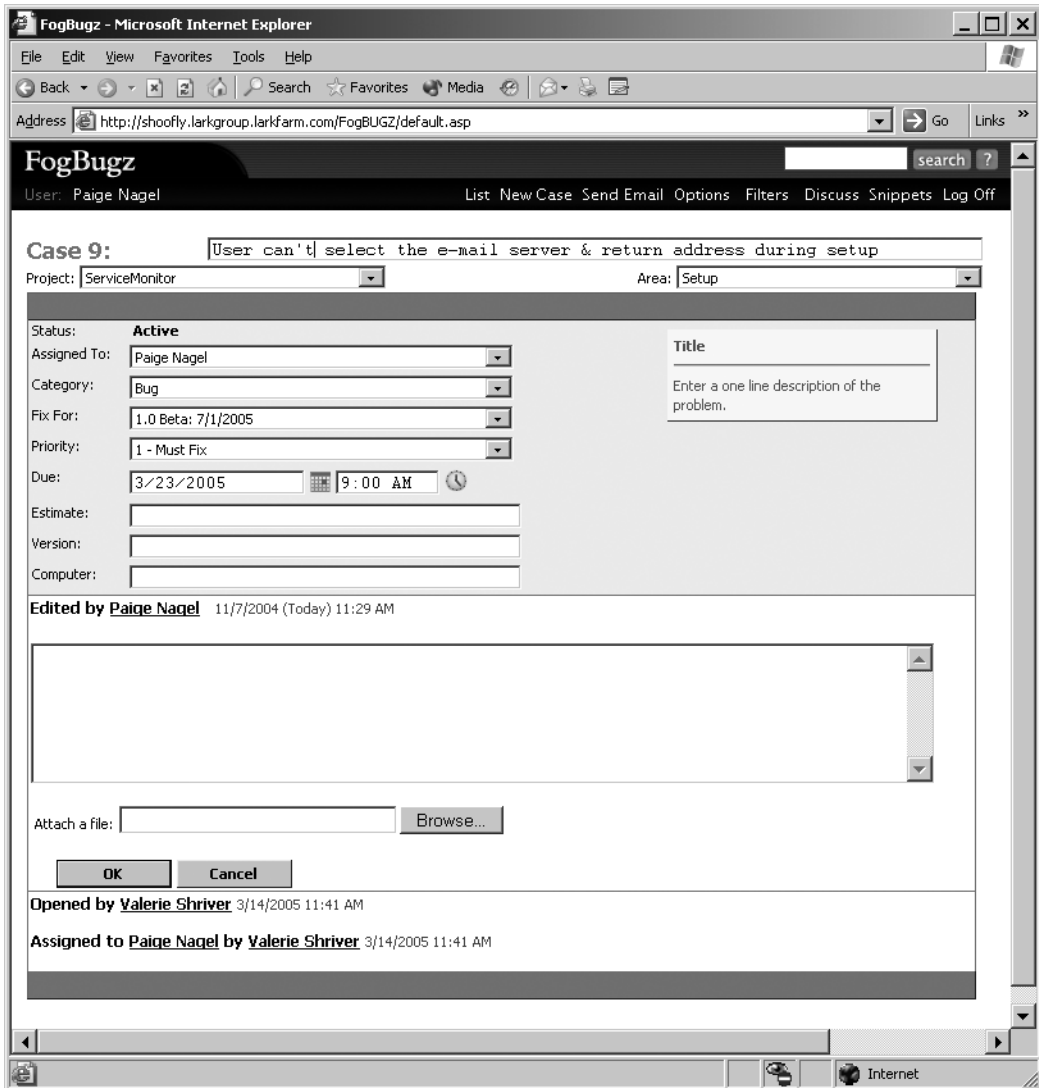 FogBugz - Microsoft Internet Explorer
File Edit View Favorites Tools Help
Back Search Favorites Media
Address http://shoofly.larkgroup.larkfarm.com/FogBUGZ/default.asp Go Links »
FogBugz search ?
User: Paige Nagel List New Case Send Email Options Filters Discuss Snippets Log Off
Case 9: User can't select the e-mail server & return address during setup
Project: ServiceMonitor Area: Setup
Status: Active
Title
Assigned To: Paige Nagel
Category: Bug Enter a one line description of the
problem.
Fix For: 1.0 Beta: 7/1/2005
Priority: 1 - Must Fix
Due: 3/23/2005 9:00 AM
Estimate:
Version:
Computer:
Edited by Paige Nagel 11/7/2004 (Today) 11:29 AM
Attach a file: Browse...
OK Cancel
Opened by Valerie Shriver 3/14/2005 11:41 AM
Assigned to Paige Nagel by Valerie Shriver 3/14/2005 11:41 AM
Internet